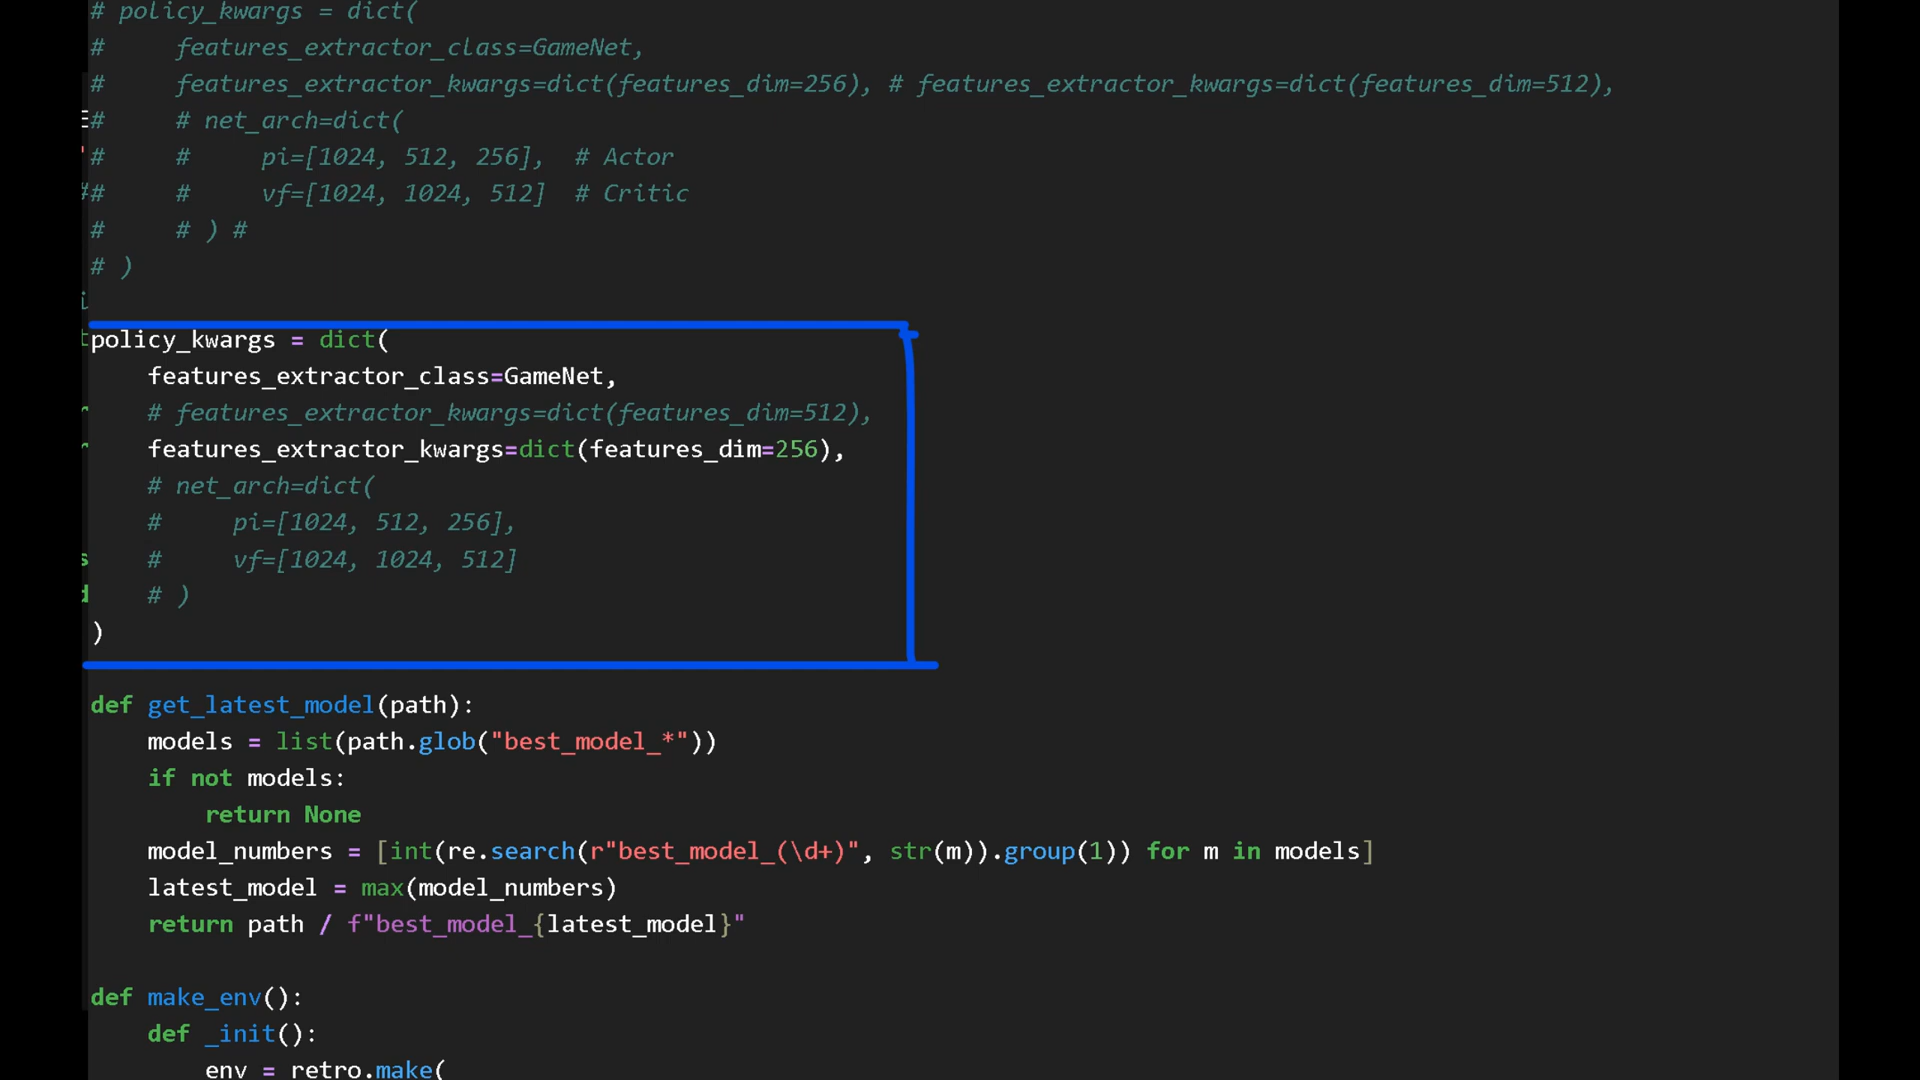 # policy_kwargs = dict(
#     features_extractor_class=GameNet,
#     features_extractor_kwargs=dict(features_dim=256), # features_extractor_kwargs=dict(features_dim=512),
#     # net_arch=dict(
#     #     pi=[1024, 512, 256],  # Actor
#     #     vf=[1024, 1024, 512]  # Critic
#     # ) #
# )
policy_kwargs = dict(
    features_extractor_class=GameNet,
    # features_extractor_kwargs=dict(features_dim=512),
    features_extractor_kwargs=dict(features_dim=256),
    # net_arch=dict(
    #     pi=[1024, 512, 256],
    #     vf=[1024, 1024, 512]
    # )
)
def get_latest_model(path):
    models = list(path.glob("best_model_*"))
    if not models:
        return None
    model_numbers = [int(re.search(r"best_model_(\d+)", str(m)).group(1)) for m in models]
    latest_model = max(model_numbers)
    return path / f"best_model_{latest_model}"
def make_env():
    def _init():
        env = retro.make(